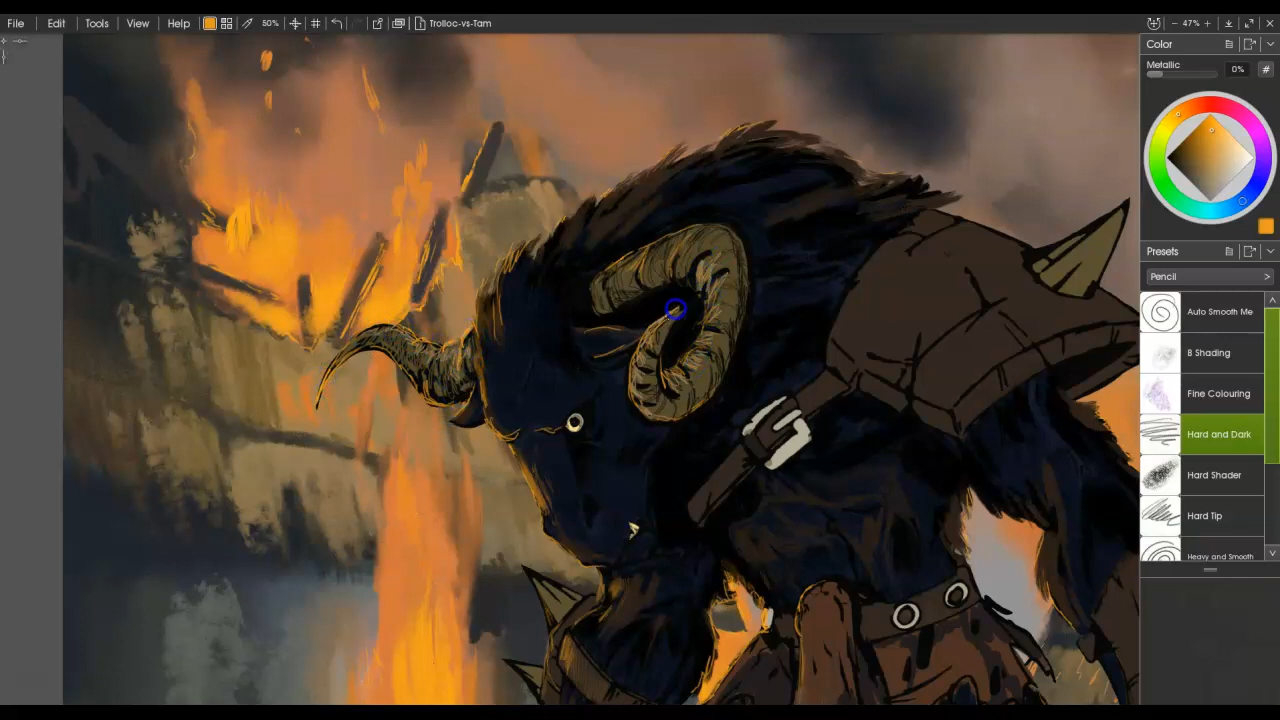 File Edit Tools View Help 50% Trolloc-vs-Tam − 47% +
Color
Metallic
0% #
Presets
Pencil >
Auto Smooth Me
B Shading
Fine Colouring
Hard and Dark
Hard Shader
Hard Tip
Heavy and Smooth